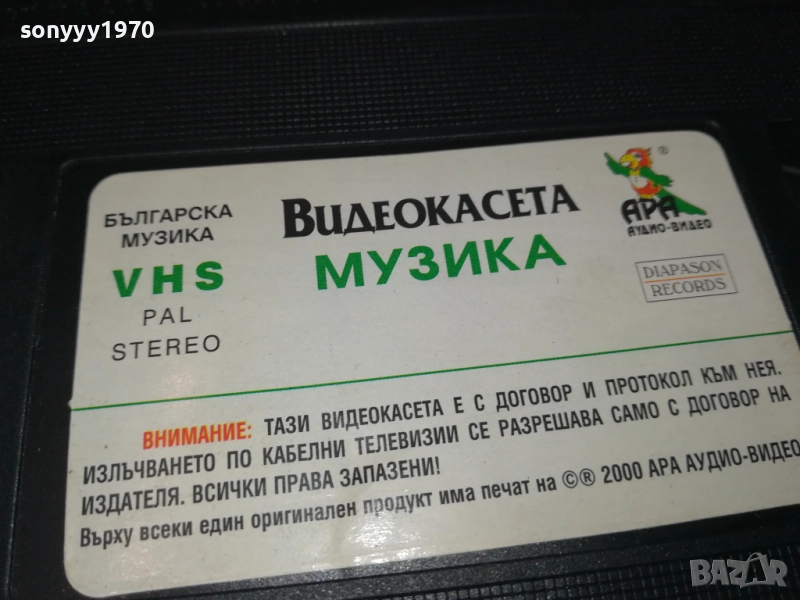 sonyyy1970
БЪЛГАРСКА
МУЗИКА
VHS
PAL
STEREO
ВИДЕОКАСЕТА
МУЗИКА
®
АРА
АУДИО-ВИДЕО
DIAPASON
RECORDS
ВНИМАНИЕ: ТАЗИ ВИДЕОКАСЕТА Е С ДОГОВОР И ПРОТОКОЛ КЪМ НЕЯ.
ИЗЛЪЧВАНЕТО ПО КАБЕЛНИ ТЕЛЕВИЗИИ СЕ РАЗРЕШАВА САМО С ДОГОВОР НА
ИЗДАТЕЛЯ. ВСИЧКИ ПРАВА ЗАПАЗЕНИ!
Върху всеки един оригинален продукт има печат на ©® 2000 АРА АУДИО-ВИДЕО
BAZAR